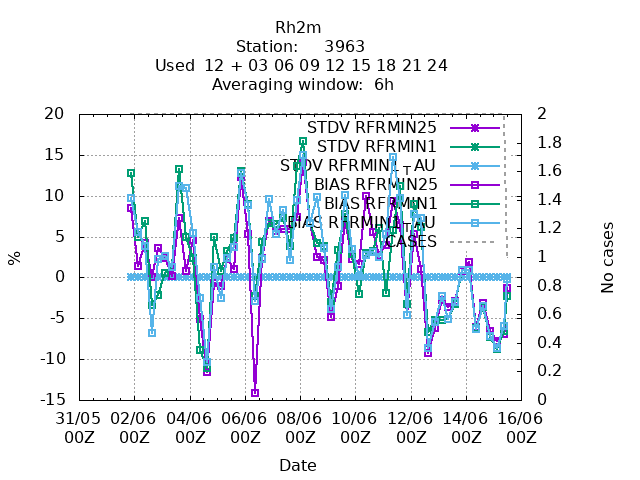 Rh2m
Station: 3963
Used 12 + 03 06 09 12 15 18 21 24
Averaging window: 6h
20
15
10
5
0
-5
-10
-15
%
STDV RFRMIN25
STDV RFRMIN1
STDV RFRMIN1_AU
BIAS RFRMIN25
BIAS RFRMIN1
BIAS RFRMIN1_AU
CASES
2
1.8
1.6
1.4
1.2
1
0.8
0.6
0.4
0.2
0
No cases
31/05 02/06 04/06 06/06 08/06 10/06 12/06 14/06 16/06
00Z 00Z 00Z 00Z 00Z 00Z 00Z 00Z 00Z
Date